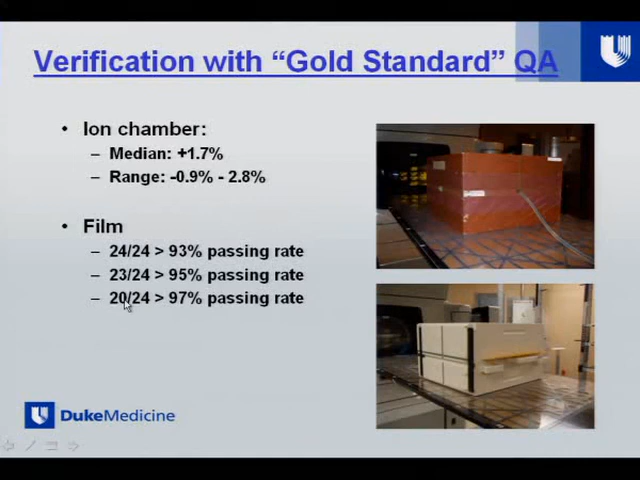 Verification with “Gold Standard” QA
• Ion chamber:
– Median: +1.7%
– Range: -0.9% - 2.8%
• Film
– 24/24 > 93% passing rate
– 23/24 > 95% passing rate
– 20/24 > 97% passing rate
DukeMedicine